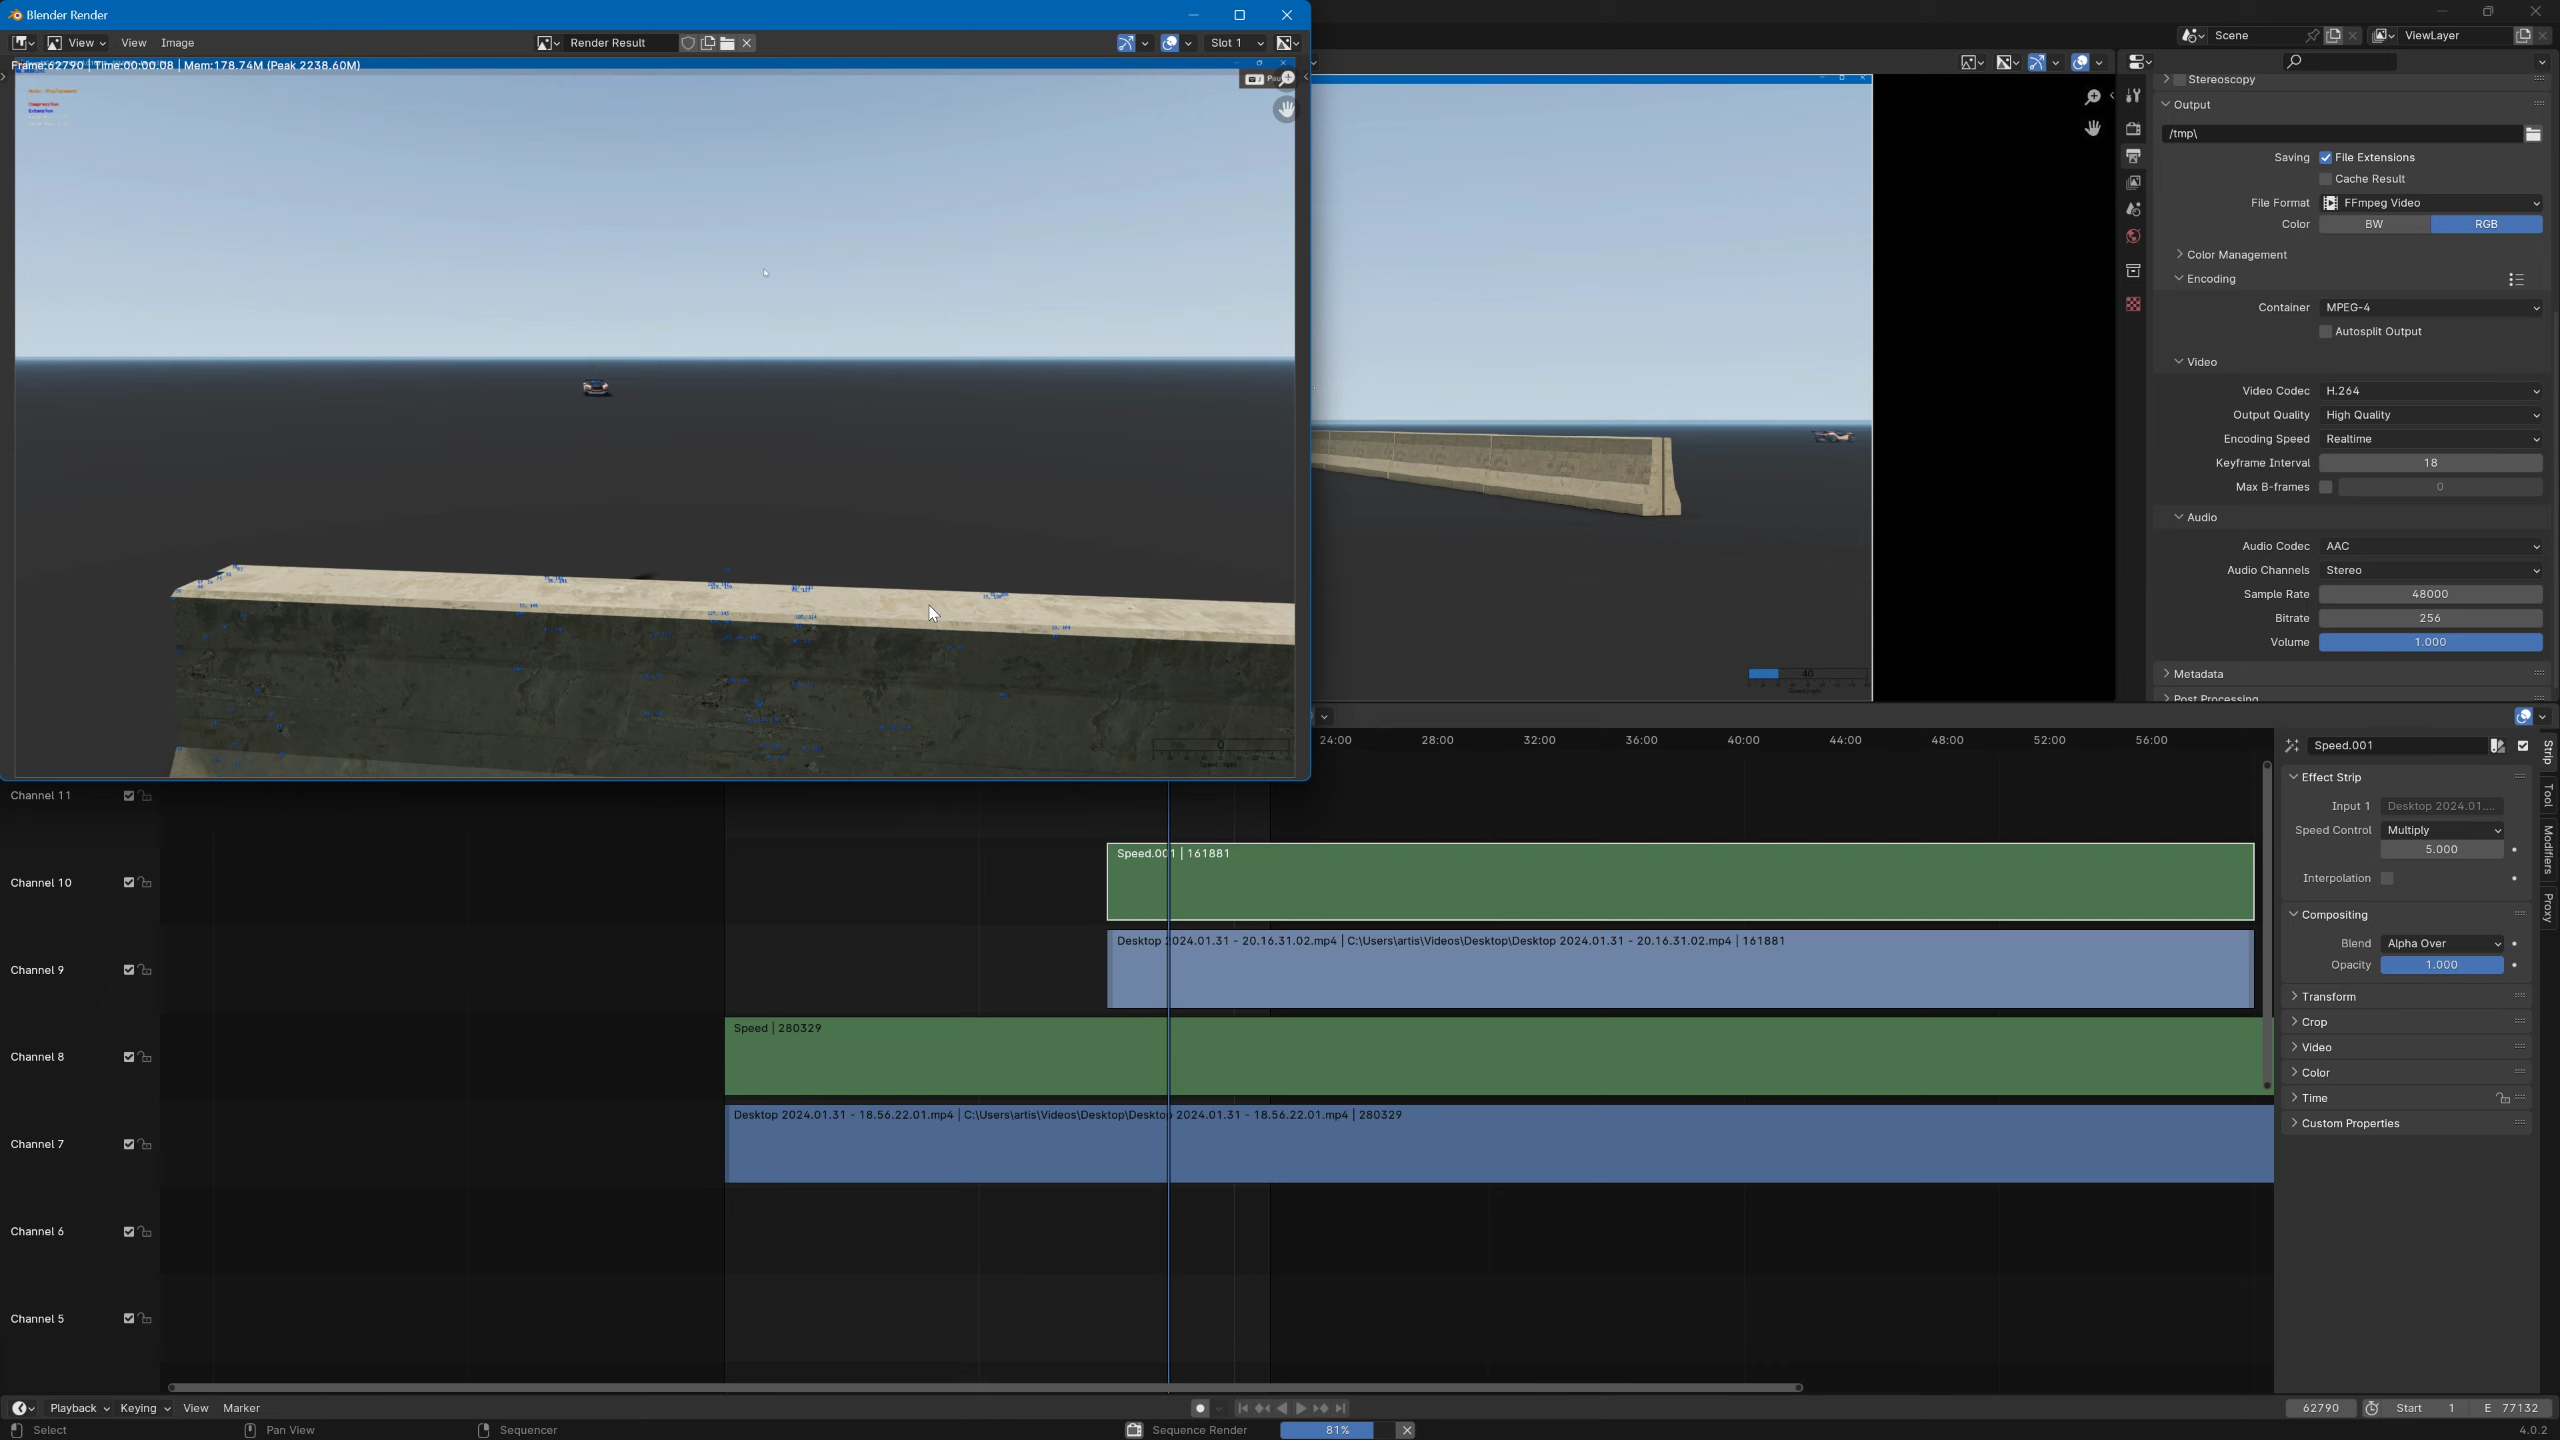 Blender Render
View
View
Image
Render Result
Slot 1
Scene
ViewLayer
Frame:62790 | Time:00:00.08 | Mem:178.74M (Peak 2238.60M)
Compression
Extension
Stereoscopy
Output
/tmp\
Saving
File Extensions
Cache Result
File Format
FFmpeg Video
Color
BW
RGB
Color Management
Encoding
Container
MPEG-4
Autosplit Output
Video
Video Codec
H.264
Output Quality
High Quality
Encoding Speed
Realtime
Keyframe Interval
18
Max B-frames
0
Audio
Audio Codec
AAC
Audio Channels
Stereo
Sample Rate
48000
Bitrate
256
Volume
1.000
Metadata
Post Processing
40
0
24:00
28:00
32:00
36:00
40:00
44:00
48:00
52:00
56:00
Channel 11
Channel 10
Speed.001 | 161881
Channel 9
Desktop 2024.01.31 - 20.16.31.02.mp4 | C:\Users\artis\Videos\Desktop\Desktop 2024.01.31 - 20.16.31.02.mp4 | 161881
Channel 8
Speed | 280329
Channel 7
Desktop 2024.01.31 - 18.56.22.01.mp4 | C:\Users\artis\Videos\Desktop\Desktop 2024.01.31 - 18.56.22.01.mp4 | 280329
Channel 6
Channel 5
Speed.001
Effect Strip
Input 1
Desktop 2024.01....
Speed Control
Multiply
5.000
Interpolation
Compositing
Blend
Alpha Over
Opacity
1.000
Transform
Crop
Video
Color
Time
Custom Properties
Strip
Tool
Modifiers
Proxy
Playback
Keying
View
Marker
62790
Start
1
E
77132
Select
Pan View
Sequencer
Sequence Render
81%
4.0.2